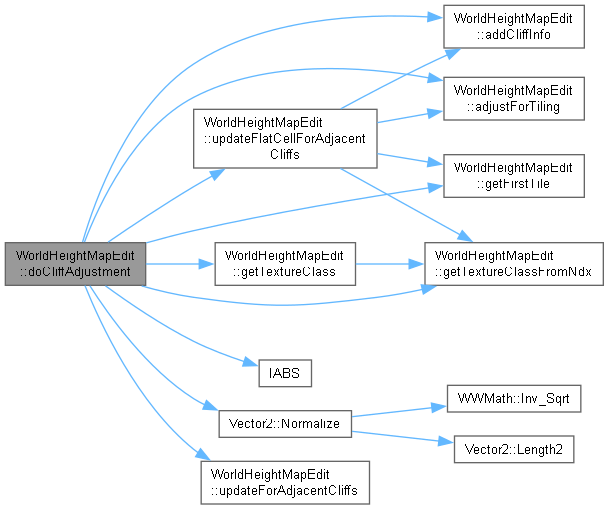 WorldHeightMapEdit
::addCliffInfo
WorldHeightMapEdit
::adjustForTiling
WorldHeightMapEdit
::updateFlatCellForAdjacent
Cliffs
WorldHeightMapEdit
::getFirstTile
WorldHeightMapEdit
::doCliffAdjustment
WorldHeightMapEdit
::getTextureClass
WorldHeightMapEdit
::getTextureClassFromNdx
IABS
WWMath::Inv_Sqrt
Vector2::Normalize
Vector2::Length2
WorldHeightMapEdit
::updateForAdjacentCliffs